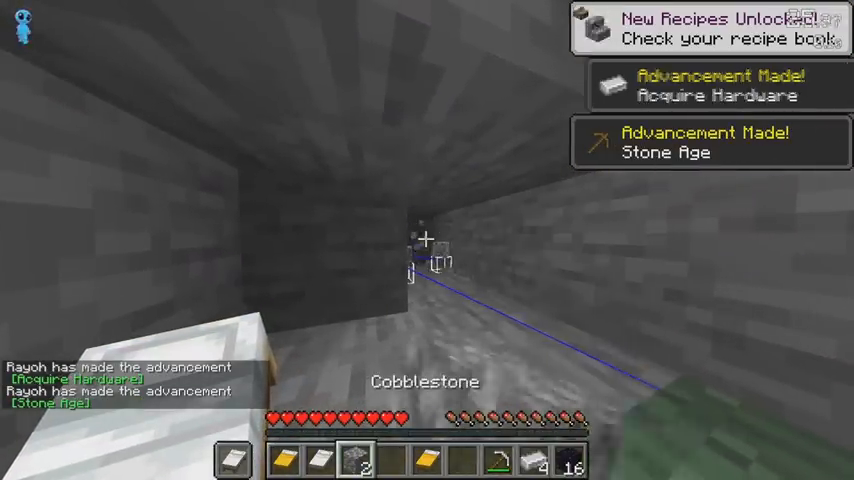 New Recipes Unlocked!
Check your recipe book
Advancement Made!
Acquire Hardware
Advancement Made!
Stone Age
Rayoh has made the advancement
[Acquire Hardware]
Rayoh has made the advancement
[Stone Age]
Cobblestone
2
4
16